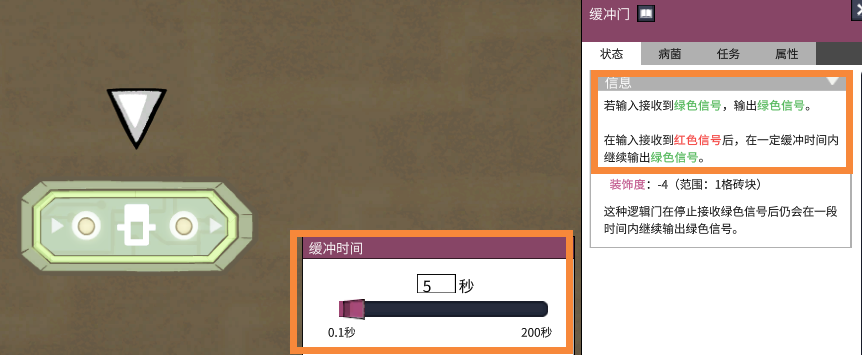 缓冲门
状态 病菌 任务 属性
信息
若输入接收到绿色信号，输出绿色信号。
在输入接收到红色信号后，在一定缓冲时间内
继续输出绿色信号。
装饰度：-4（范围：1格砖块）
这种逻辑门在停止接收绿色信号后仍会在一段
时间内继续输出绿色信号。
缓冲时间
5 秒
0.1秒 200秒